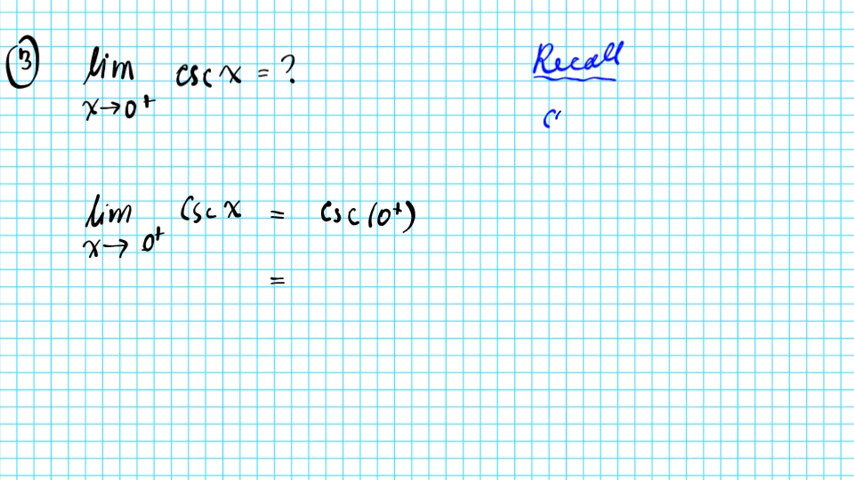 ③ lim x→0⁺ csc x = ?
Recall
lim x→0⁺ csc x = csc(0⁺)
=